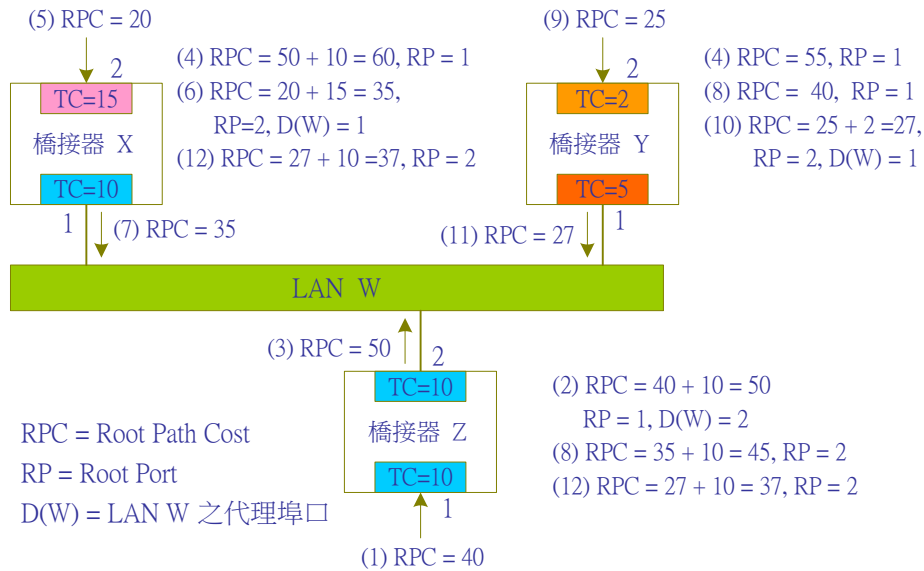 (5) RPC = 20
2
TC=15
橋接器 X
TC=10
1
(4) RPC = 50 + 10 = 60, RP = 1
(6) RPC = 20 + 15 = 35,
RP=2, D(W) = 1
(12) RPC = 27 + 10 =37, RP = 2
(7) RPC = 35
(9) RPC = 25
2
TC=2
橋接器 Y
TC=5
1
(4) RPC = 55, RP = 1
(8) RPC = 40, RP = 1
(10) RPC = 25 + 2 =27,
RP = 2, D(W) = 1
(11) RPC = 27
LAN W
(3) RPC = 50
2
TC=10
橋接器 Z
TC=10
1
(1) RPC = 40
(2) RPC = 40 + 10 = 50
RP = 1, D(W) = 2
(8) RPC = 35 + 10 = 45, RP = 2
(12) RPC = 27 + 10 = 37, RP = 2
RPC = Root Path Cost
RP = Root Port
D(W) = LAN W 之代理埠口